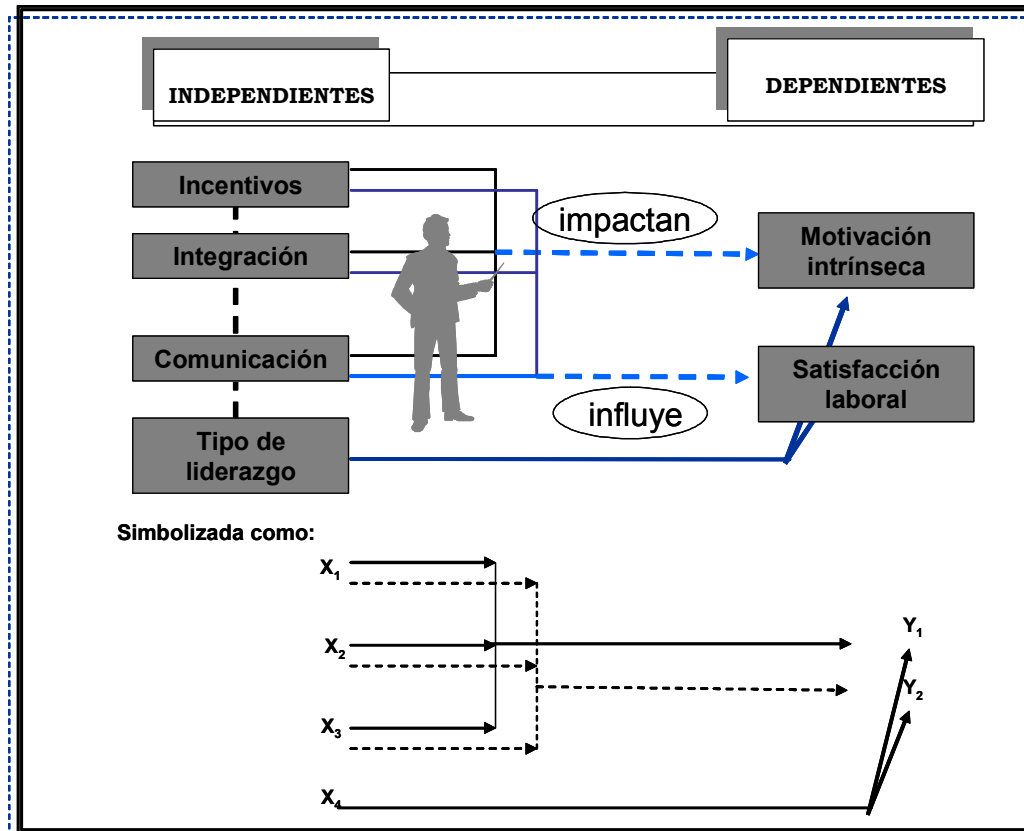 INDEPENDIENTES
DEPENDIENTES
Incentivos
impactan
Integración
Motivación
intrínseca
Comunicación
Satisfacción
laboral
influye
Tipo de
liderazgo
Simbolizada como:
X₁
X₂
Y₁
Y₂
X₃
X₄